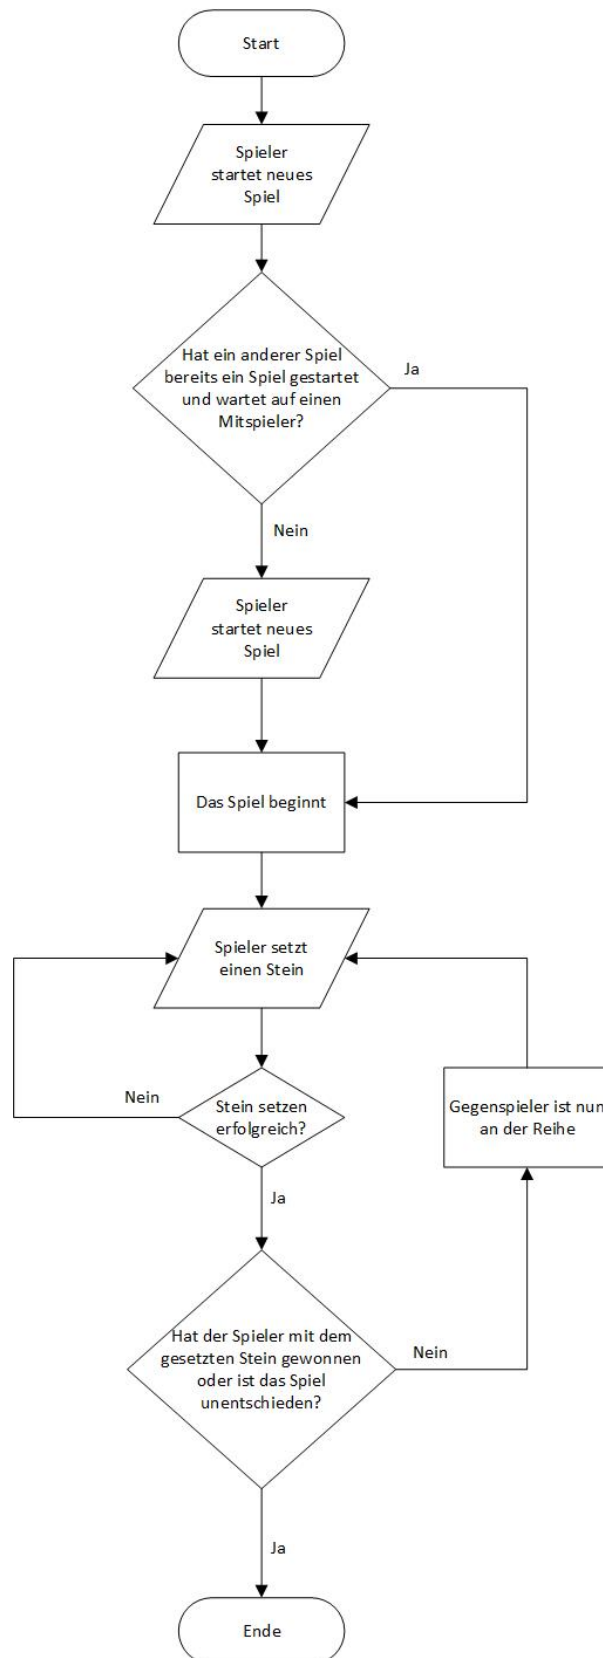 Start
Spieler
startet neues
Spiel
Hat ein anderer Spiel
bereits ein Spiel gestartet
und wartet auf einen
Mitspieler?
Ja
Nein
Spieler
startet neues
Spiel
Das Spiel beginnt
Spieler setzt
einen Stein
Nein
Stein setzen
erfolgreich?
Gegenspieler ist nun
an der Reihe
Ja
Hat der Spieler mit dem
gesetzten Stein gewonnen
oder ist das Spiel
unentschieden?
Nein
Ja
Ende